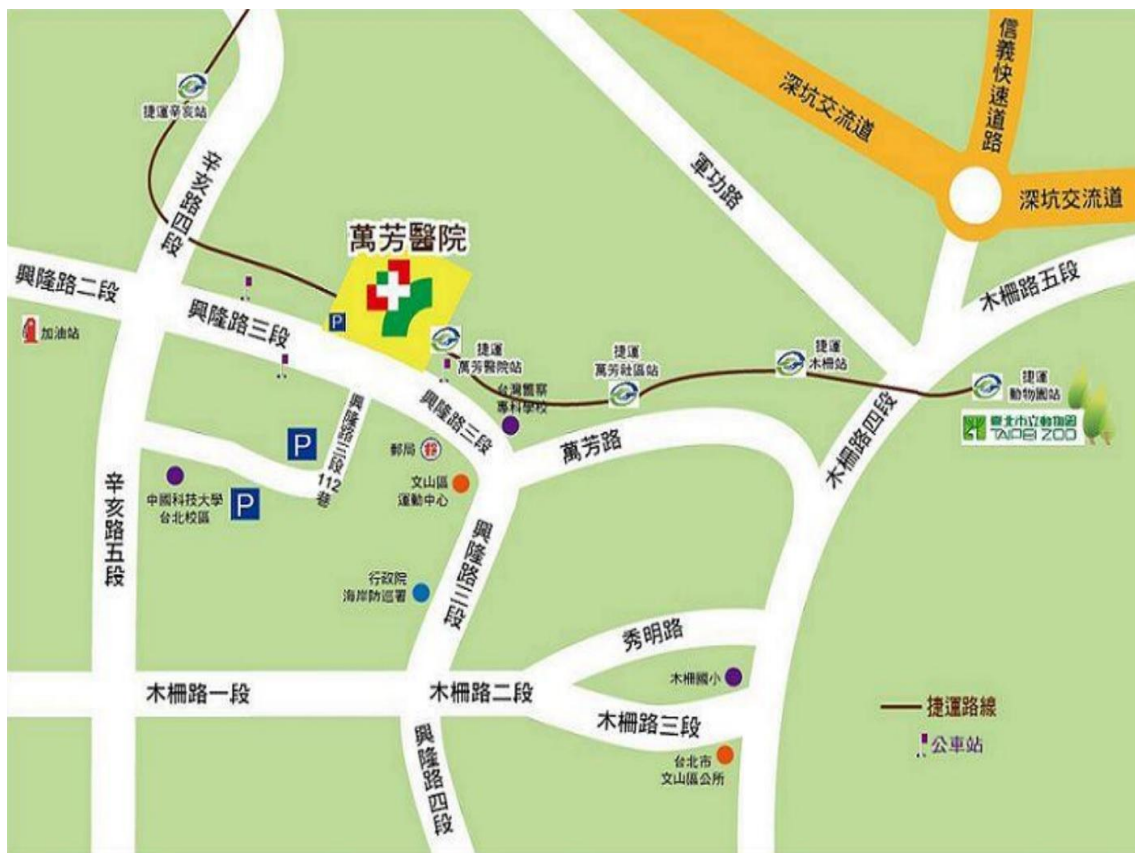 信義快速道路
深坑交流道
捷運辛亥站
軍功路
辛亥路四段
深坑交流道
萬芳醫院
木柵路五段
興隆路二段
興隆路三段
P
加油站
捷運
萬芳醫院站
捷運
萬芳社區站
捷運
木柵站
捷運
動物園站
台灣警察
專科學校
臺北市立動物園
TAIPEI ZOO
興隆路三段
興隆路三段112巷
萬芳路
木柵路四段
P
郵局
中國科技大學
台北校區
P
文山區
運動中心
辛亥路五段
興隆路三段
行政院
海岸防巡署
秀明路
木柵國小
木柵路一段
木柵路二段
木柵路三段
捷運路線
公車站
興隆路四段
台北市
文山區公所